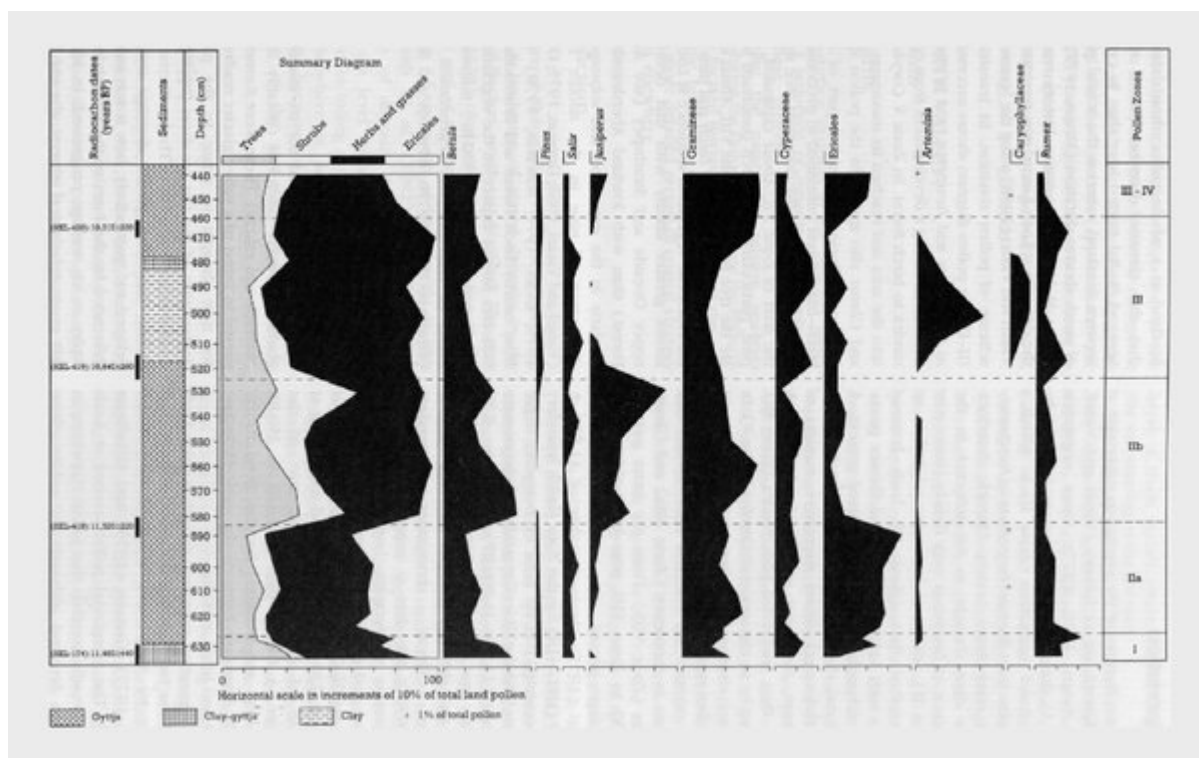 Radiocarbon dates
(years BP)
Sediments
Depth (cm)
Summary Diagram
Trees
Shrubs
Herbs and grasses
Ericales
Betula
Pinus
Salix
Juniperus
Gramineae
Cyperaceae
Ericales
Artemisia
Caryophyllaceae
Rumex
Pollen Zones
440
450
460
470
480
490
500
510
520
530
540
550
560
570
580
590
600
610
620
630
III - IV
III
IIb
IIa
I
0
100
Horizontal scale in increments of 10% of total land pollen
Gyttja
Clay-gyttja
Clay
+ 1% of total pollen